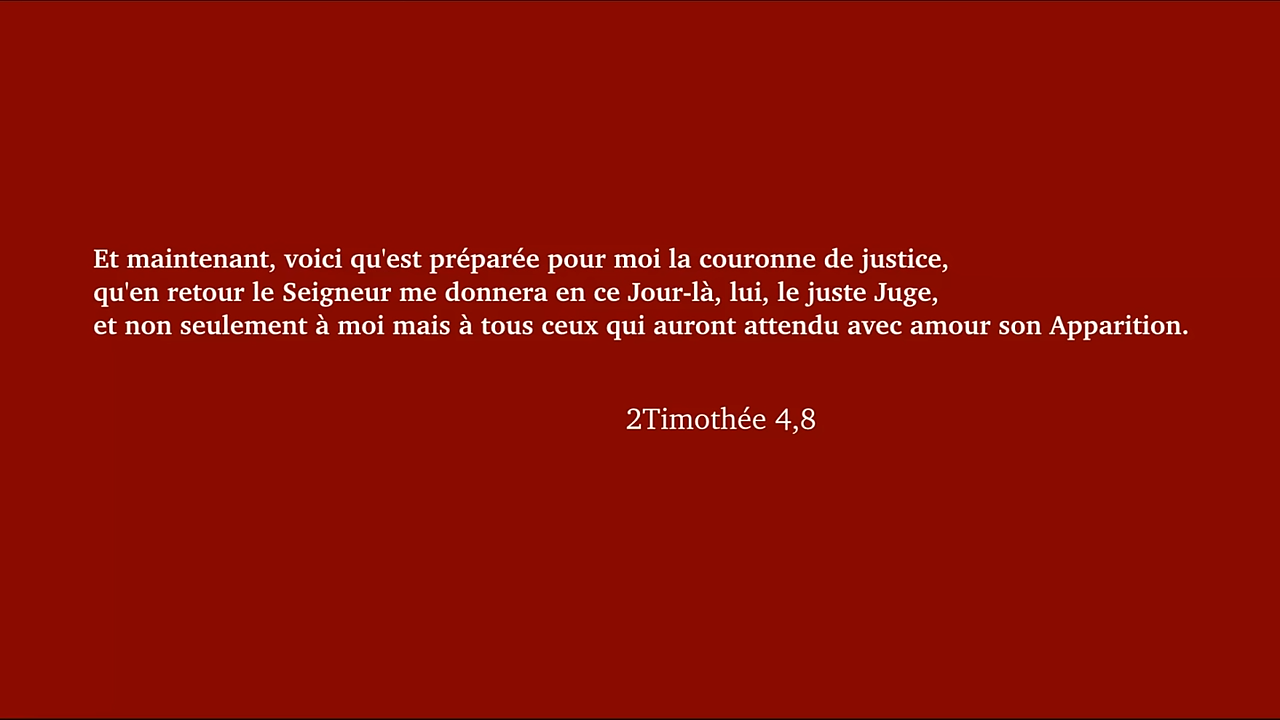 Et maintenant, voici qu'est préparée pour moi la couronne de justice,
qu'en retour le Seigneur me donnera en ce Jour-là, lui, le juste Juge,
et non seulement à moi mais à tous ceux qui auront attendu avec amour son Apparition.
2Timothée 4,8